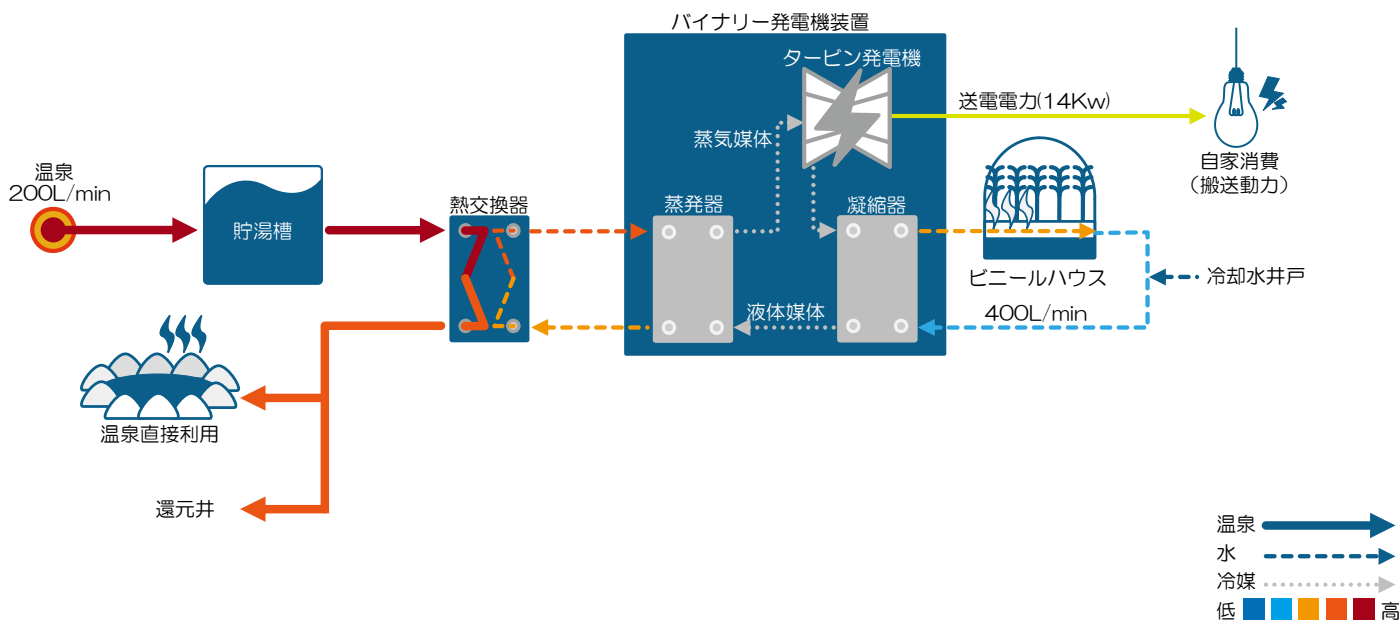 バイナリー発電機装置
タービン発電機
送電電力(14Kw)
蒸気媒体
自家消費
（搬送動力）
温泉
200L/min
貯湯槽
熱交換器
蒸発器
凝縮器
ビニールハウス
冷却水井戸
液体媒体
400L/min
温泉直接利用
還元井
温泉
水
冷媒
低 高